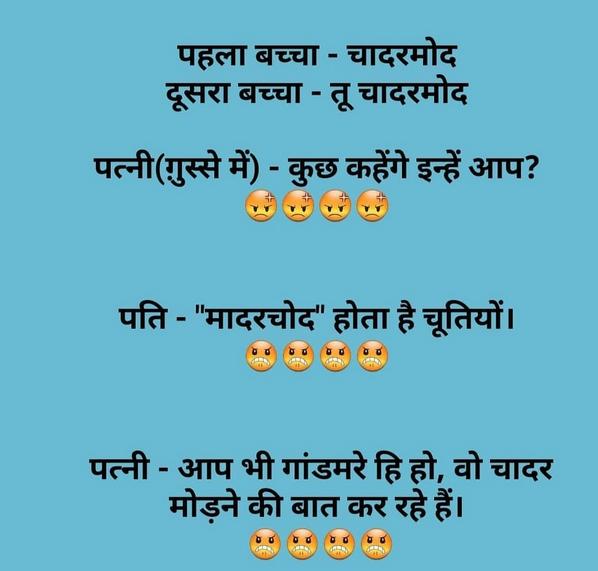 पहला बच्चा - चादरमोद
दूसरा बच्चा - तू चादरमोद
पत्नी(ग़ुस्से में) - कुछ कहेंगे इन्हें आप?
😡😡😡😡
पति - "मादरचोद" होता है चूतियों।
😬😬😬😬
पत्नी - आप भी गांडमरे हि हो, वो चादर
मोड़ने की बात कर रहे हैं।
😬😬😬😬